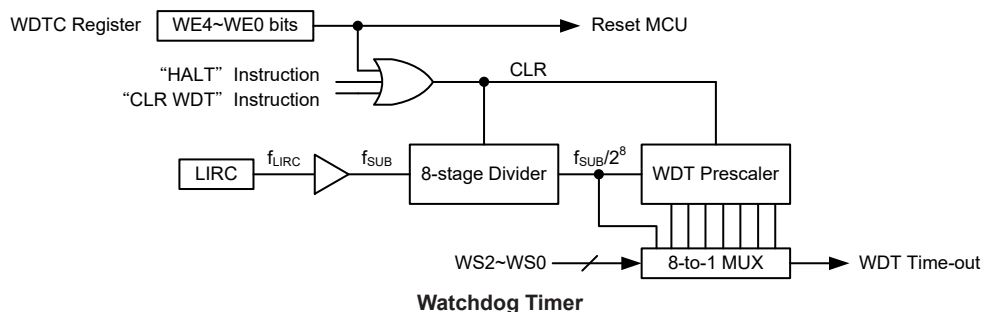 WDTC Register WE4~WE0 bits Reset MCU
“HALT” Instruction CLR
“CLR WDT” Instruction
LIRC fLIRC fSUB 8-stage Divider fSUB/2⁸ WDT Prescaler
WS2~WS0 8-to-1 MUX WDT Time-out
Watchdog Timer